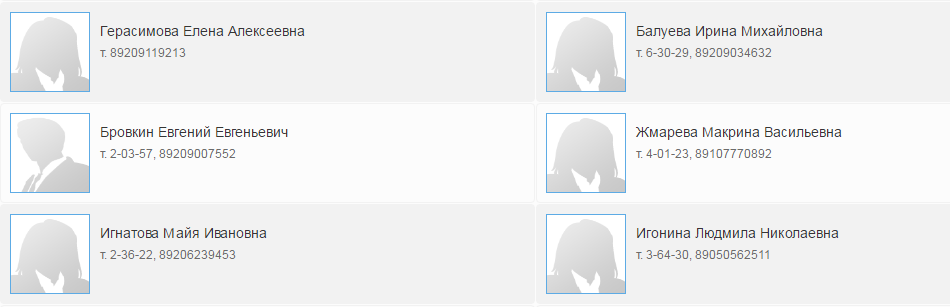 Герасимова Елена Алексеевна
т. 89209119213
Балуева Ирина Михайловна
т. 6-30-29, 89209034632
Бровкин Евгений Евгеньевич
т. 2-03-57, 89209007552
Жмарева Макрина Васильевна
т. 4-01-23, 89107770892
Игнатова Майя Ивановна
т. 2-36-22, 89206239453
Игонина Людмила Николаевна
т. 3-64-30, 89050562511